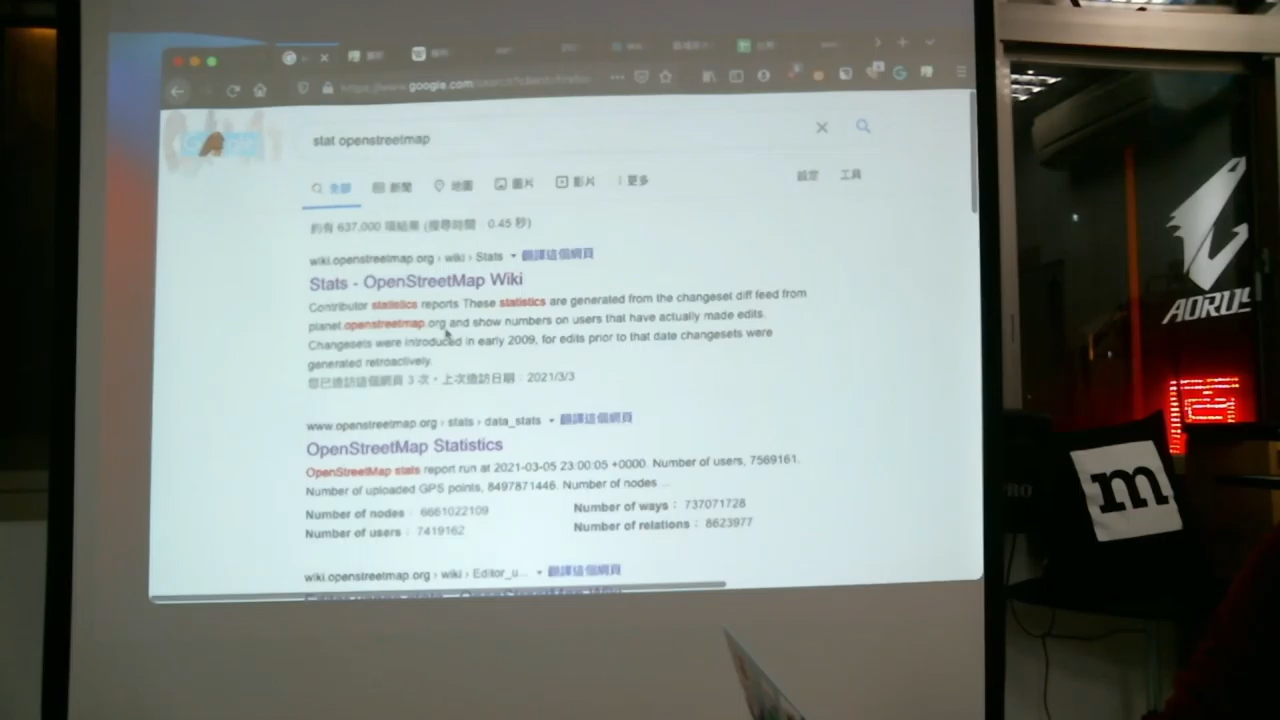 google.com
stat openstreetmap
全部 新聞 地圖 圖片 影片 更多 設定 工具
約有 637,000 項結果 (搜尋時間：0.45 秒)
wiki.openstreetmap.org › wiki › Stats 翻譯這個網頁
Stats - OpenStreetMap Wiki
Contributor statistics reports These statistics are generated from the changeset diff feed from
planet.openstreetmap.org and show numbers on users that have actually made edits.
Changesets were introduced in early 2009, for edits prior to that date changesets were
generated retroactively.
您已造訪這個網頁 3 次。上次造訪日期：2021/3/3
www.openstreetmap.org › stats › data_stats 翻譯這個網頁
OpenStreetMap Statistics
OpenStreetMap stats report run at 2021-03-05 23:00:05 +0000. Number of users, 7569161.
Number of uploaded GPS points, 8497871446. Number of nodes ...
Number of nodes： 6661022109 Number of ways： 737071728
Number of users： 7419162 Number of relations： 8623977
wiki.openstreetmap.org › wiki › Editor_u... 翻譯這個網頁
AORUS
m